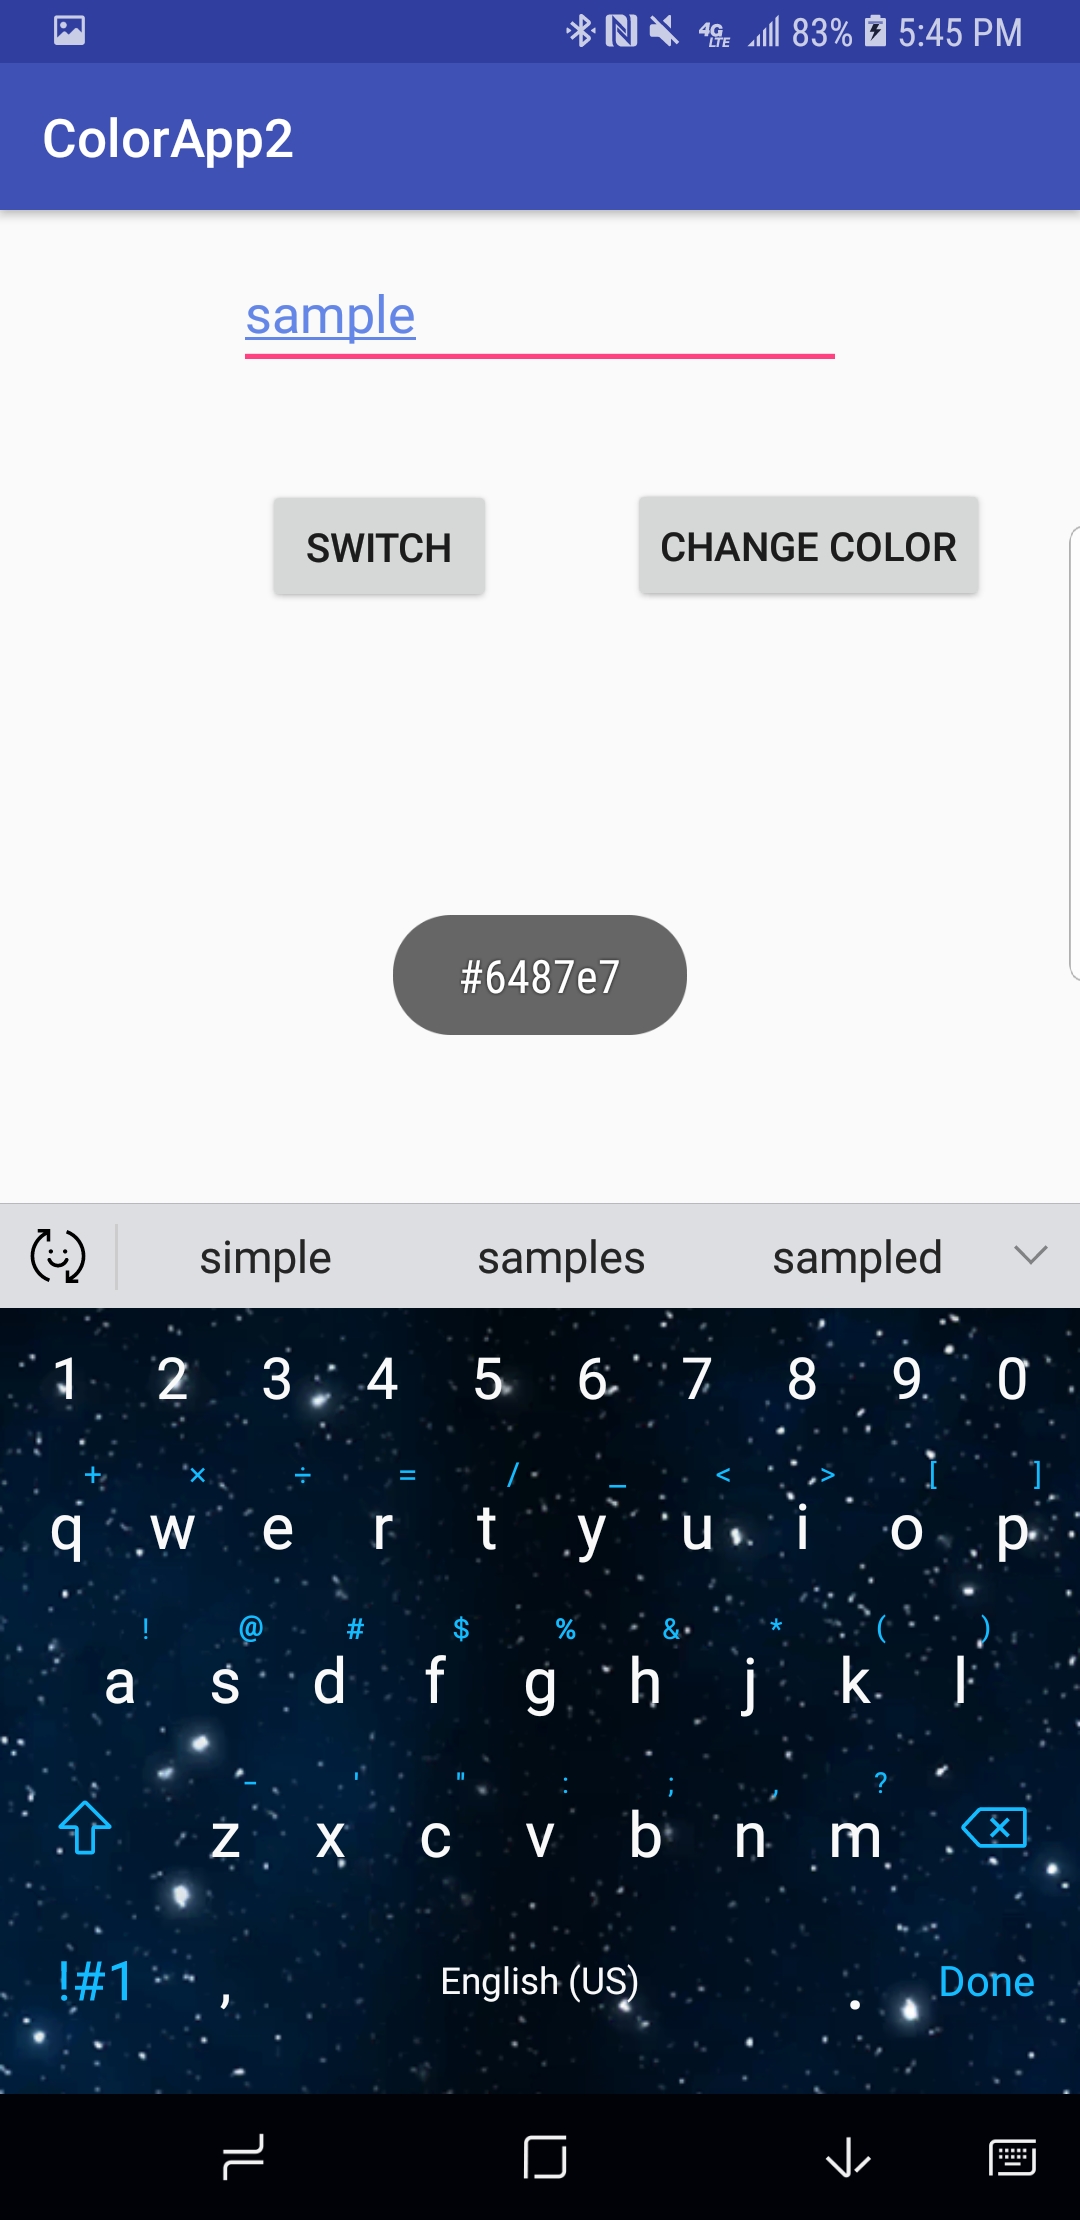 4G LTE 83% 5:45 PM
ColorApp2
sample
SWITCH CHANGE COLOR
#6487e7
simple samples sampled
1 2 3 4 5 6 7 8 9 0
+ × ÷ = / _ < > [ ]
q w e r t y u i o p
! @ # $ % & * ( )
a s d f g h j k l
- ' " : ; , ?
z x c v b n m
!#1 , English (US) . Done